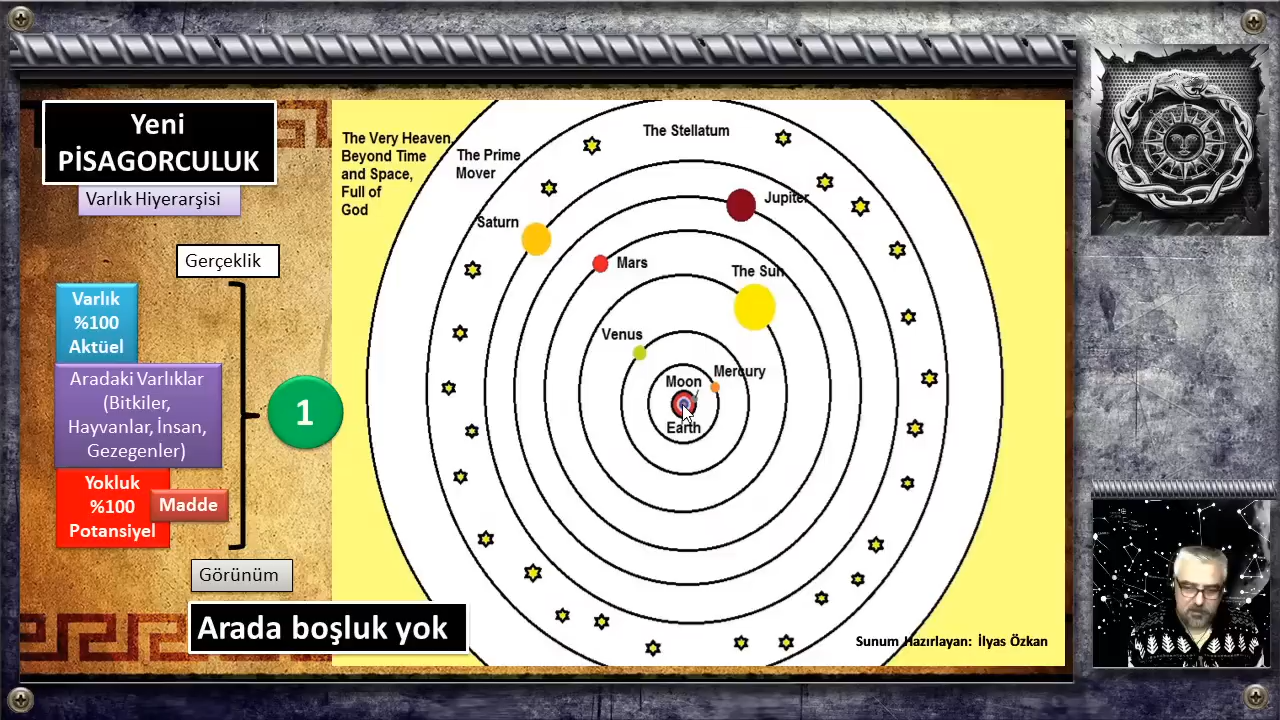 Yeni
PİSAGORCULUK
Varlık Hiyerarşisi
Gerçeklik
Varlık
%100
Aktüel
Aradaki Varlıklar
(Bitkiler,
Hayvanlar, İnsan,
Gezegenler)
Yokluk
%100
Potansiyel
Madde
1
Görünüm
Arada boşluk yok
The Very Heaven,
Beyond Time
and Space,
Full of
God
The Prime
Mover
The Stellatum
Saturn
Jupiter
Mars
The Sun
Venus
Mercury
Moon
Earth
Sunum Hazırlayan: İlyas Özkan